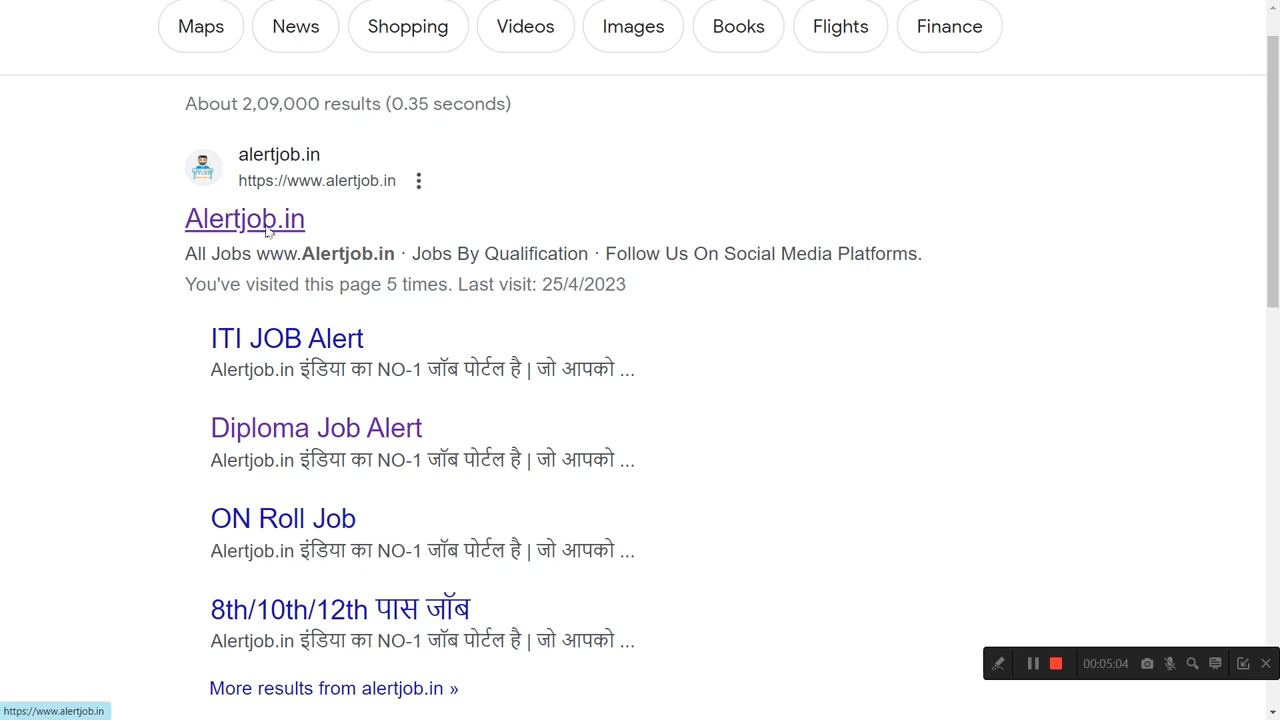 Maps News Shopping Videos Images Books Flights Finance
About 2,09,000 results (0.35 seconds)
alertjob.in
https://www.alertjob.in
Alertjob.in
All Jobs www.Alertjob.in · Jobs By Qualification · Follow Us On Social Media Platforms.
You've visited this page 5 times. Last visit: 25/4/2023
ITI JOB Alert
Alertjob.in इंडिया का NO-1 जॉब पोर्टल है | जो आपको ...
Diploma Job Alert
Alertjob.in इंडिया का NO-1 जॉब पोर्टल है | जो आपको ...
ON Roll Job
Alertjob.in इंडिया का NO-1 जॉब पोर्टल है | जो आपको ...
8th/10th/12th पास जॉब
Alertjob.in इंडिया का NO-1 जॉब पोर्टल है | जो आपको ...
More results from alertjob.in »
00:05:04
https://www.alertjob.in